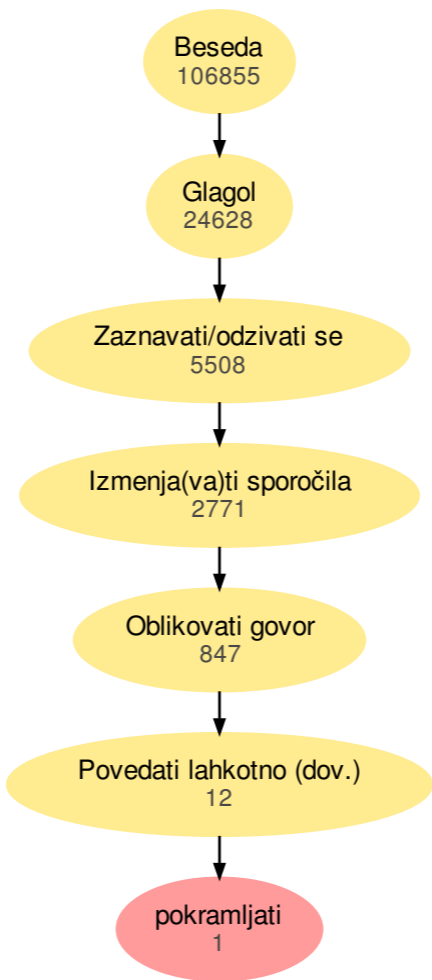 Beseda
106855
Glagol
24628
Zaznavati/odzivati se
5508
Izmenja(va)ti sporočila
2771
Oblikovati govor
847
Povedati lahkotno (dov.)
12
pokramljati
1